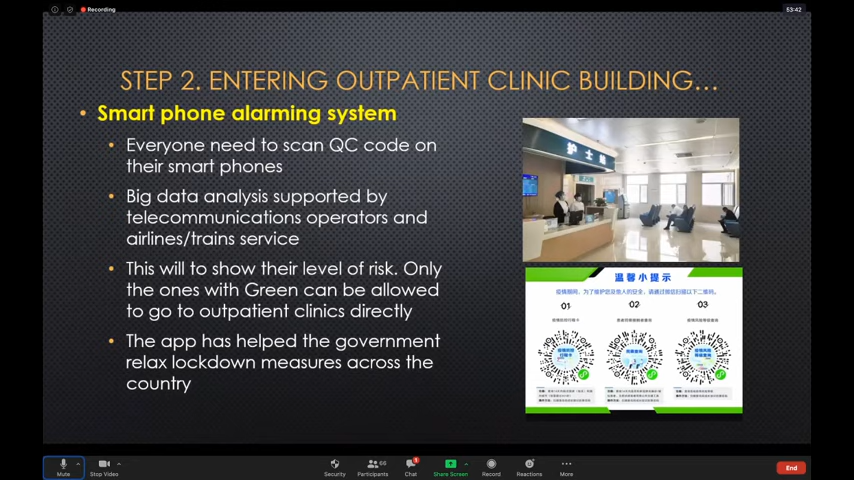 Recording
53:42
STEP 2. ENTERING OUTPATIENT CLINIC BUILDING...
• Smart phone alarming system
• Everyone need to scan QC code on
their smart phones
• Big data analysis supported by
telecommunications operators and
airlines/trains service
• This will to show their level of risk. Only
the ones with Green can be allowed
to go to outpatient clinics directly
• The app has helped the government
relax lockdown measures across the
country
护士站
温馨小提示
01
02
03
Mute
Stop Video
Security
Participants
66
Chat
Share Screen
Record
Reactions
More
End